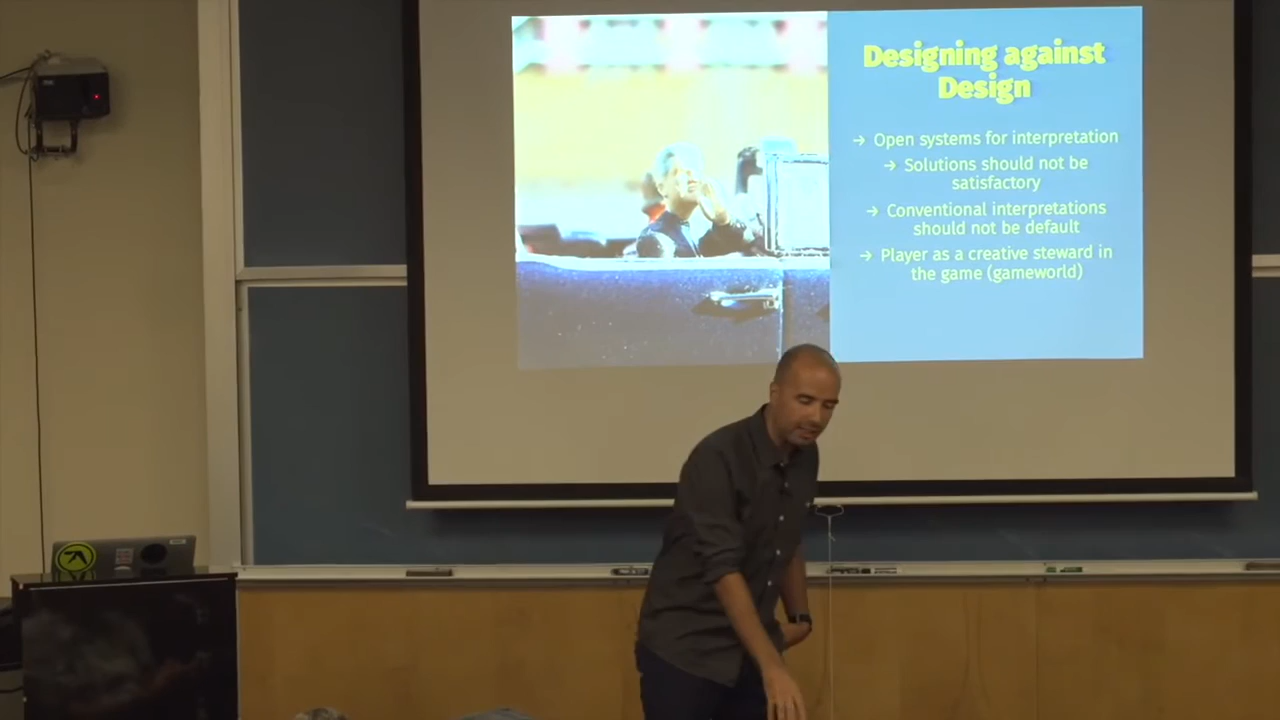 Designing against
Design
→ Open systems for interpretation
→ Solutions should not be
satisfactory
→ Conventional interpretations
should not be default
→ Player as a creative steward in
the game (gameworld)